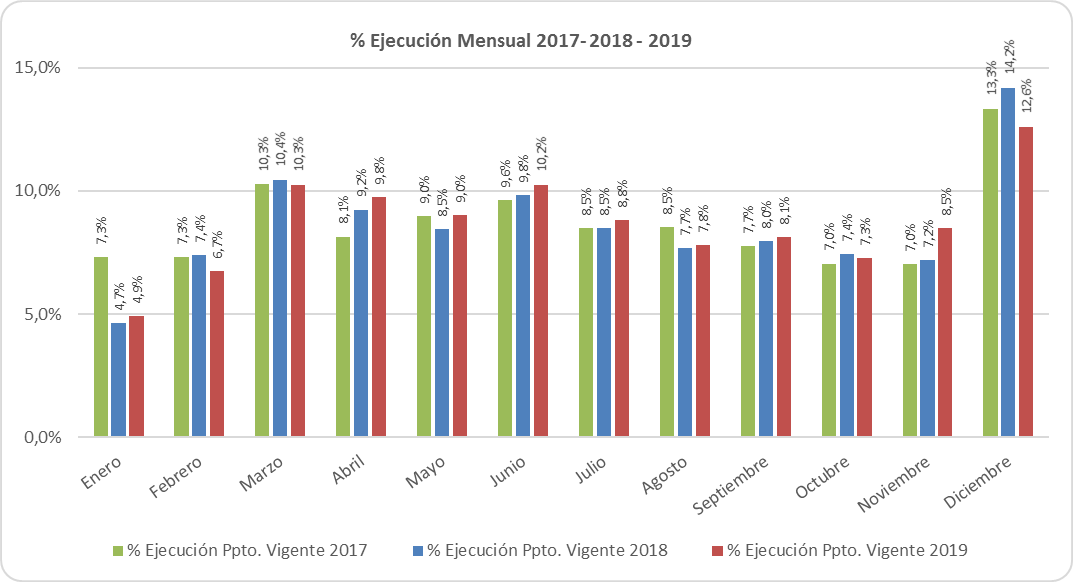 % Ejecución Mensual 2017- 2018 - 2019
15,0%
10,0%
5,0%
0,0%
7,3% 4,7% 4,9%
7,3% 7,4% 6,7%
10,3% 10,4% 10,3%
8,1% 9,2% 9,8%
9,0% 8,5% 9,0%
9,6% 9,8% 10,2%
8,5% 8,5% 8,8%
8,5% 7,7% 7,8%
7,7% 8,0% 8,1%
7,0% 7,4% 7,3%
7,0% 7,2% 8,5%
13,3% 14,2% 12,6%
Enero
Febrero
Marzo
Abril
Mayo
Junio
Julio
Agosto
Septiembre
Octubre
Noviembre
Diciembre
% Ejecución Ppto. Vigente 2017
% Ejecución Ppto. Vigente 2018
% Ejecución Ppto. Vigente 2019